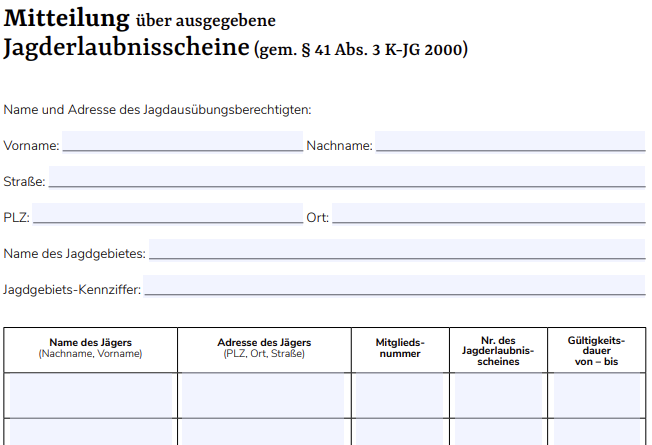 Mitteilung über ausgegebene
Jagderlaubnisscheine (gem. § 41 Abs. 3 K-JG 2000)
Name und Adresse des Jagdausübungsberechtigten:
Vorname: Nachname:
Straße:
PLZ: Ort:
Name des Jagdgebietes:
Jagdgebiets-Kennziffer:
Name des Jägers
(Nachname, Vorname)
Adresse des Jägers
(PLZ, Ort, Straße)
Mitglieds-
nummer
Nr. des
Jagderlaubnis-
scheines
Gültigkeits-
dauer
von – bis